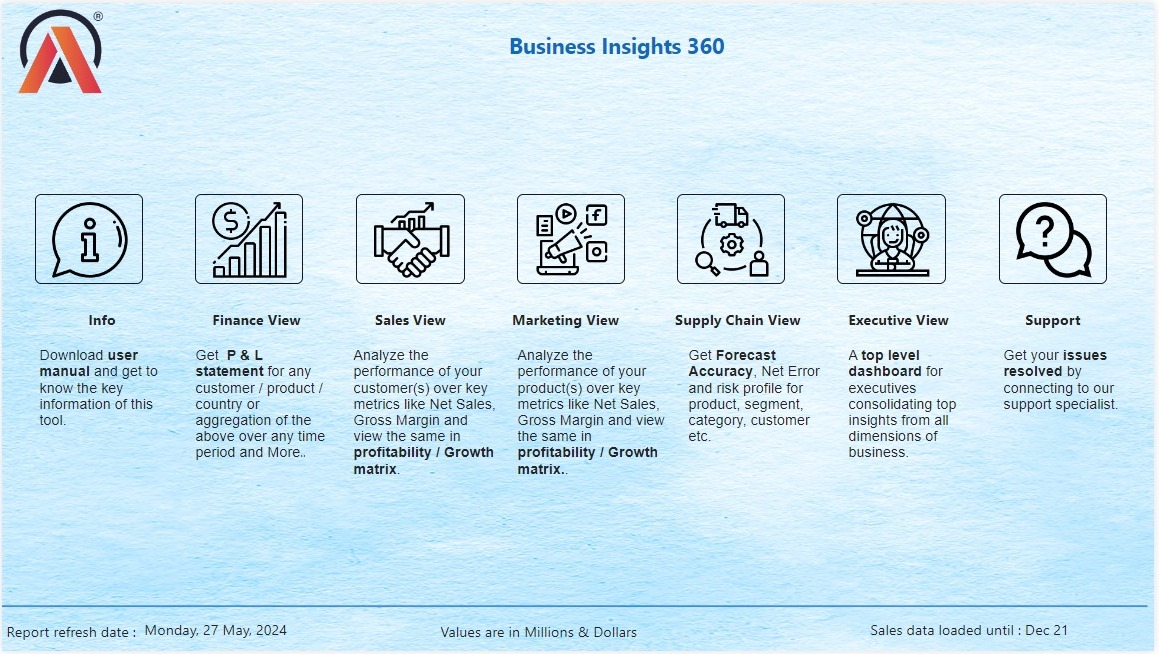 ®
Business Insights 360
Info
Download user
manual and get to
know the key
information of this
tool.
Finance View
Get P & L
statement for any
customer / product /
country or
aggregation of the
above over any time
period and More..
Sales View
Analyze the
performance of your
customer(s) over key
metrics like Net Sales,
Gross Margin and
view the same in
profitability / Growth
matrix.
Marketing View
Analyze the
performance of your
product(s) over key
metrics like Net Sales,
Gross Margin and view
the same in
profitability / Growth
matrix..
Supply Chain View
Get Forecast
Accuracy, Net Error
and risk profile for
product, segment,
category, customer
etc.
Executive View
A top level
dashboard for
executives
consolidating top
insights from all
dimensions of
business.
Support
Get your issues
resolved by
connecting to our
support specialist.
Report refresh date : Monday, 27 May, 2024
Values are in Millions & Dollars
Sales data loaded until : Dec 21